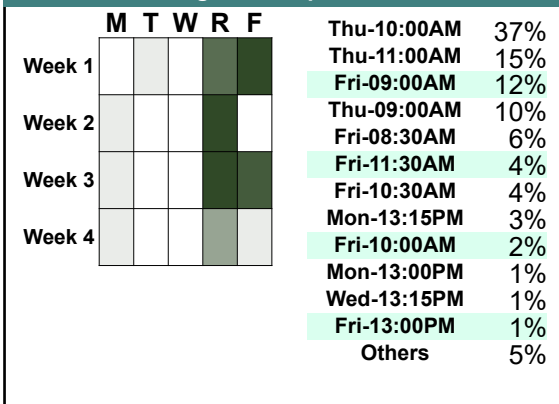 M T W R F
Week 1
Week 2
Week 3
Week 4
Thu-10:00AM 37%
Thu-11:00AM 15%
Fri-09:00AM 12%
Thu-09:00AM 10%
Fri-08:30AM 6%
Fri-11:30AM 4%
Fri-10:30AM 4%
Mon-13:15PM 3%
Fri-10:00AM 2%
Mon-13:00PM 1%
Wed-13:15PM 1%
Fri-13:00PM 1%
Others 5%